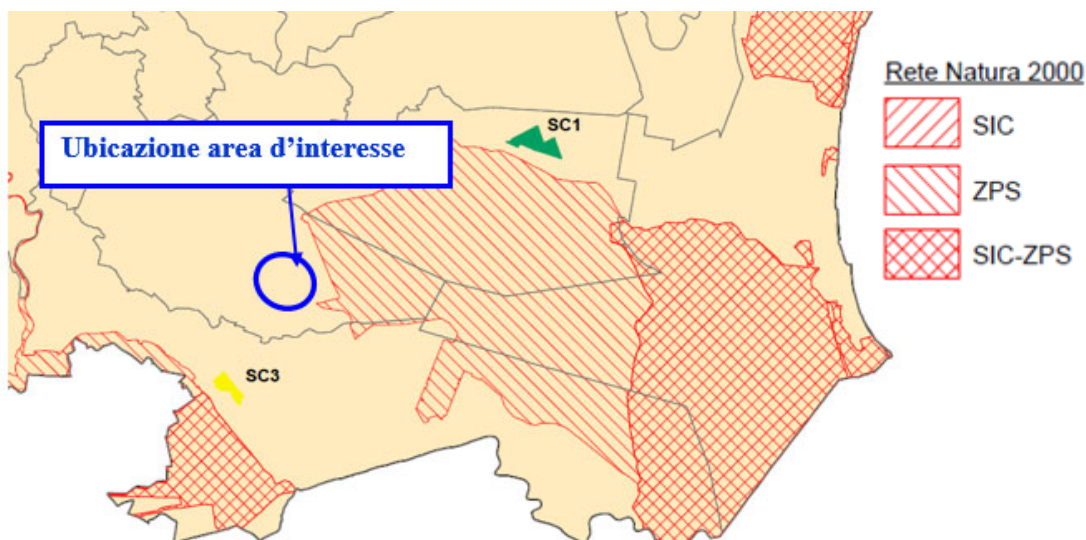 Rete Natura 2000
SIC
ZPS
SIC-ZPS
SC1
Ubicazione area d'interesse
SC3